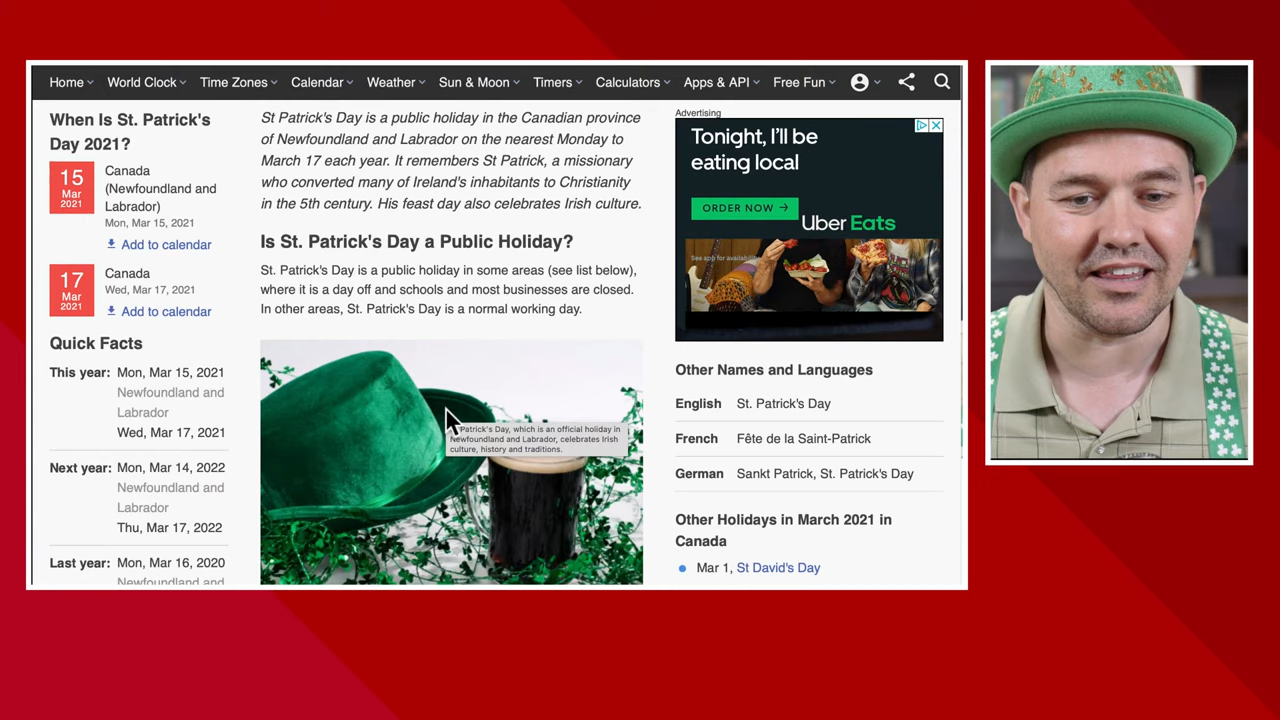 Home World Clock Time Zones Calendar Weather Sun & Moon Timers Calculators Apps & API Free Fun
When Is St. Patrick's
Day 2021?
15
Mar
2021
Canada
(Newfoundland and
Labrador)
Mon, Mar 15, 2021
Add to calendar
17
Mar
2021
Canada
Wed, Mar 17, 2021
Add to calendar
Quick Facts
This year: Mon, Mar 15, 2021
Newfoundland and
Labrador
Wed, Mar 17, 2021
Next year: Mon, Mar 14, 2022
Newfoundland and
Labrador
Thu, Mar 17, 2022
Last year: Mon, Mar 16, 2020
Newfoundland and
St Patrick's Day is a public holiday in the Canadian province
of Newfoundland and Labrador on the nearest Monday to
March 17 each year. It remembers St Patrick, a missionary
who converted many of Ireland's inhabitants to Christianity
in the 5th century. His feast day also celebrates Irish culture.
Is St. Patrick's Day a Public Holiday?
St. Patrick's Day is a public holiday in some areas (see list below),
where it is a day off and schools and most businesses are closed.
In other areas, St. Patrick's Day is a normal working day.
Patrick's Day, which is an official holiday in
Newfoundland and Labrador, celebrates Irish
culture, history and traditions.
Advertising
Tonight, I'll be
eating local
ORDER NOW →
Uber Eats
See app for availability
Other Names and Languages
English St. Patrick's Day
French Fête de la Saint-Patrick
German Sankt Patrick, St. Patrick's Day
Other Holidays in March 2021 in
Canada
Mar 1, St David's Day